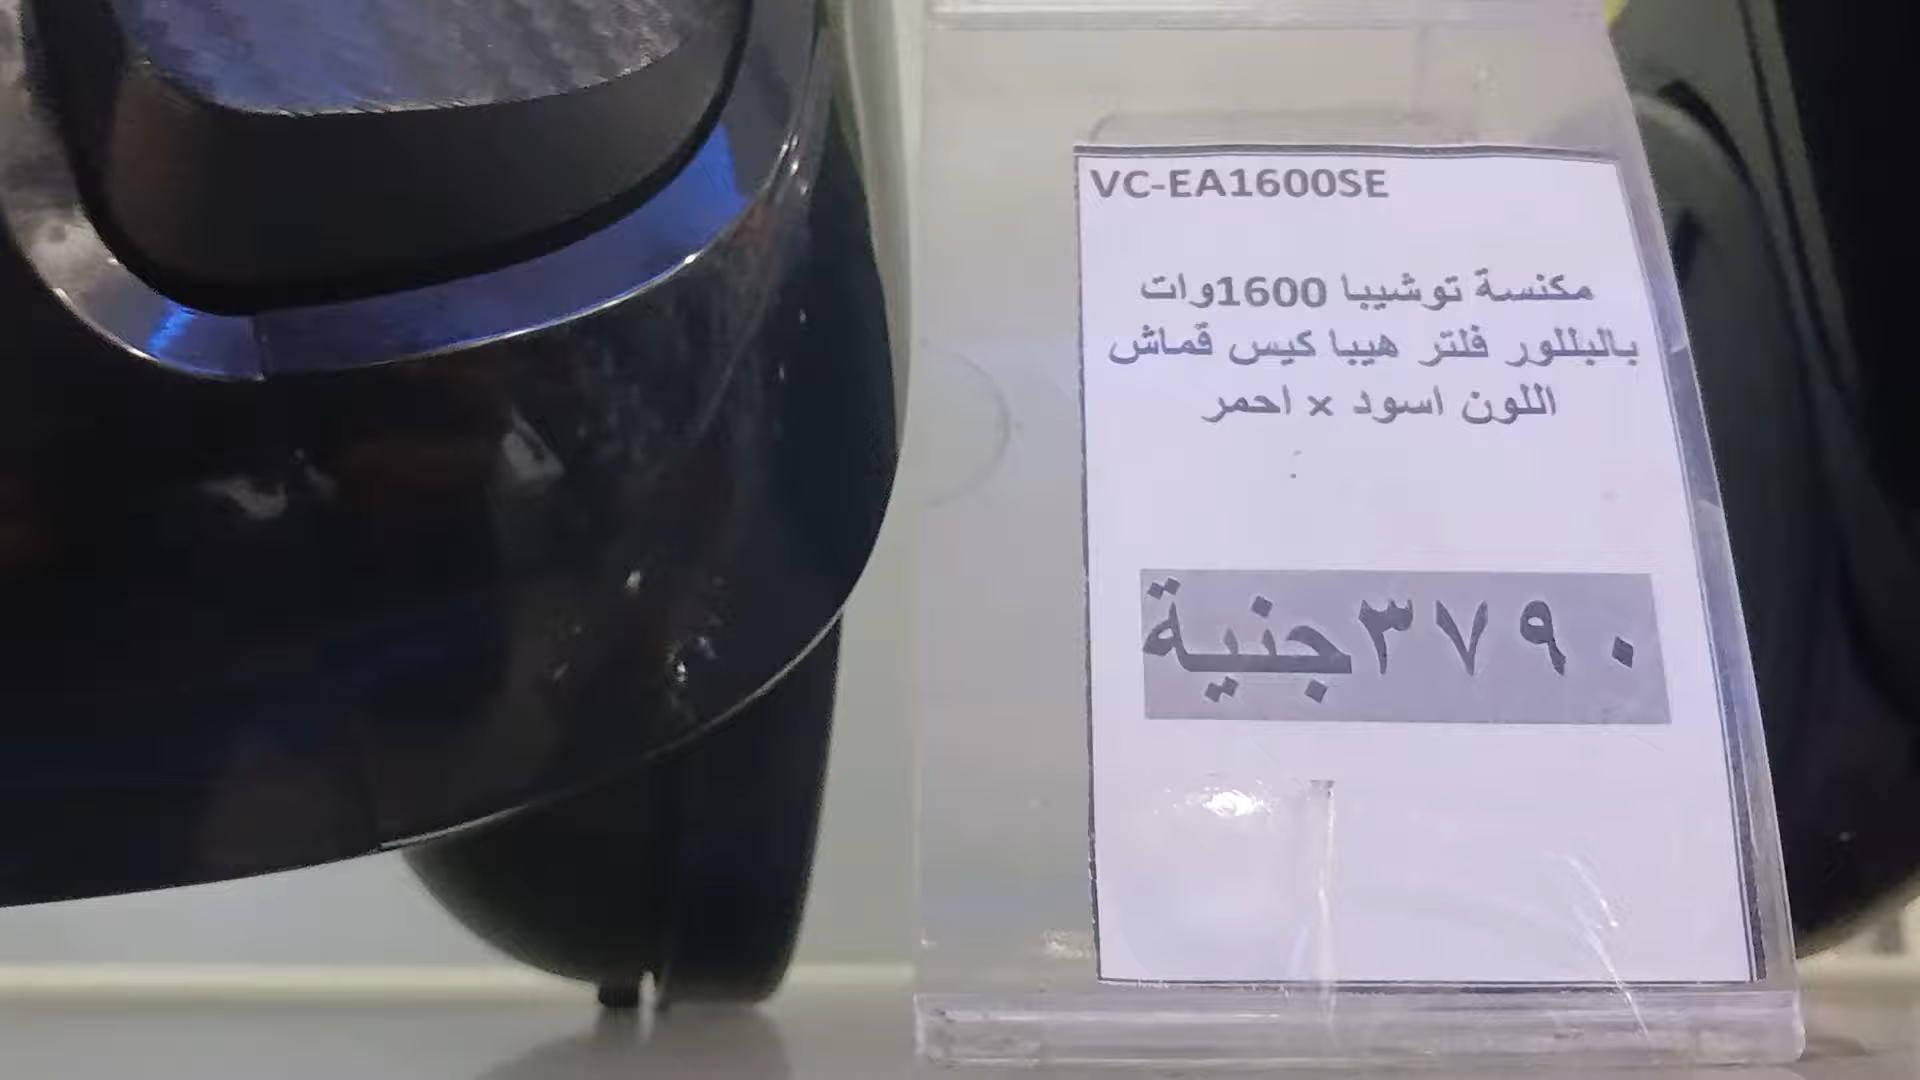 VC-EA1600SE
مكنسة توشيبا 1600وات
بالبللور فلتر هيبا كيس قماش
اللون اسود x احمر
٣٧٩٠جنية